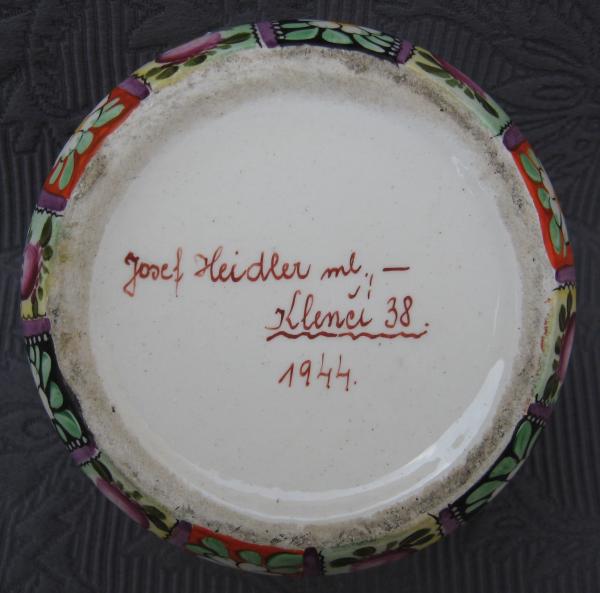 Josef Heidler ml., —
Klenčí 38.
1944.